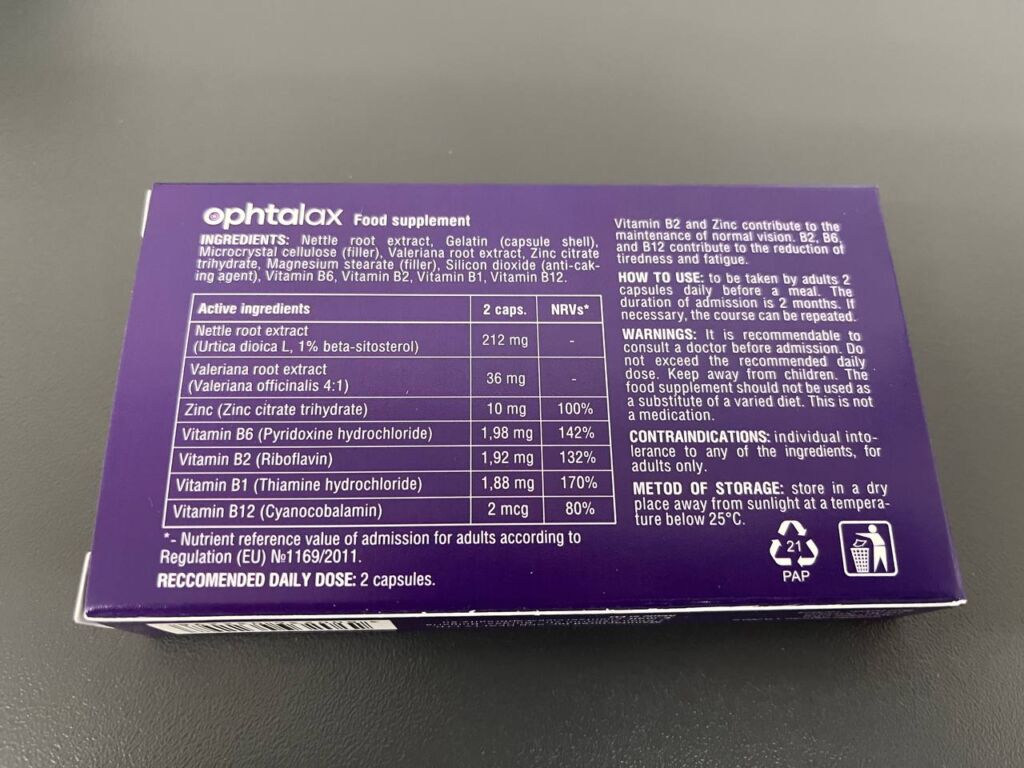 ophtalax Food supplement
INGREDIENTS: Nettle root extract, Gelatin (capsule shell),
Microcrystal cellulose (filler), Valeriana root extract, Zinc citrate
trihydrate, Magnesium stearate (filler), Silicon dioxide (anti-cak-
ing agent), Vitamin B6, Vitamin B2, Vitamin B1, Vitamin B12.
Active ingredients 2 caps. NRVs*
Nettle root extract
(Urtica dioica L, 1% beta-sitosterol) 212 mg -
Valeriana root extract
(Valeriana officinalis 4:1) 36 mg -
Zinc (Zinc citrate trihydrate) 10 mg 100%
Vitamin B6 (Pyridoxine hydrochloride) 1,98 mg 142%
Vitamin B2 (Riboflavin) 1,92 mg 132%
Vitamin B1 (Thiamine hydrochloride) 1,88 mg 170%
Vitamin B12 (Cyanocobalamin) 2 mcg 80%
*- Nutrient reference value of admission for adults according to
Regulation (EU) №1169/2011.
RECCOMENDED DAILY DOSE: 2 capsules.
Vitamin B2 and Zinc contribute to the
maintenance of normal vision. B2, B6,
and B12 contribute to the reduction of
tiredness and fatigue.
HOW TO USE: to be taken by adults 2
capsules daily before a meal. The
duration of admission is 2 months. If
necessary, the course can be repeated.
WARNINGS: It is recommendable to
consult a doctor before admission. Do
not exceed the recommended daily
dose. Keep away from children. The
food supplement should not be used as
a substitute of a varied diet. This is not
a medication.
CONTRAINDICATIONS: individual into-
lerance to any of the ingredients, for
adults only.
METOD OF STORAGE: store in a dry
place away from sunlight at a tempera-
ture below 25°C.
21
PAP